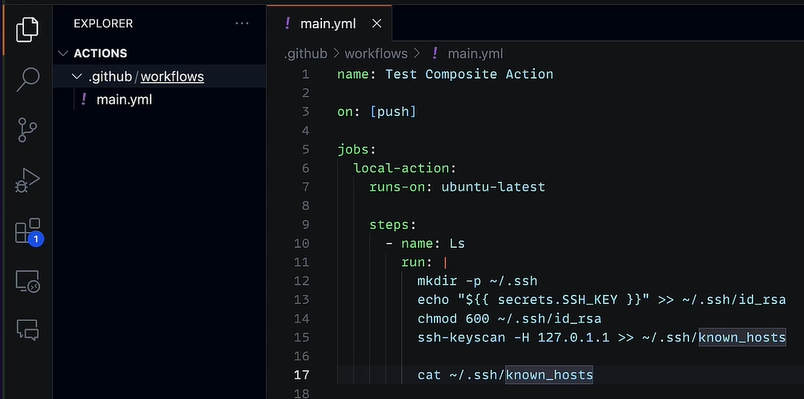 EXPLORER
ACTIONS
.github/workflows
! main.yml
1
! main.yml
.github > workflows > ! main.yml
1 name: Test Composite Action
2
3 on: [push]
4
5 jobs:
6 local-action:
7 runs-on: ubuntu-latest
8
9 steps:
10 - name: Ls
11 run: |
12 mkdir -p ~/.ssh
13 echo "${{ secrets.SSH_KEY }}" >> ~/.ssh/id_rsa
14 chmod 600 ~/.ssh/id_rsa
15 ssh-keyscan -H 127.0.1.1 >> ~/.ssh/known_hosts
16
17 cat ~/.ssh/known_hosts
18